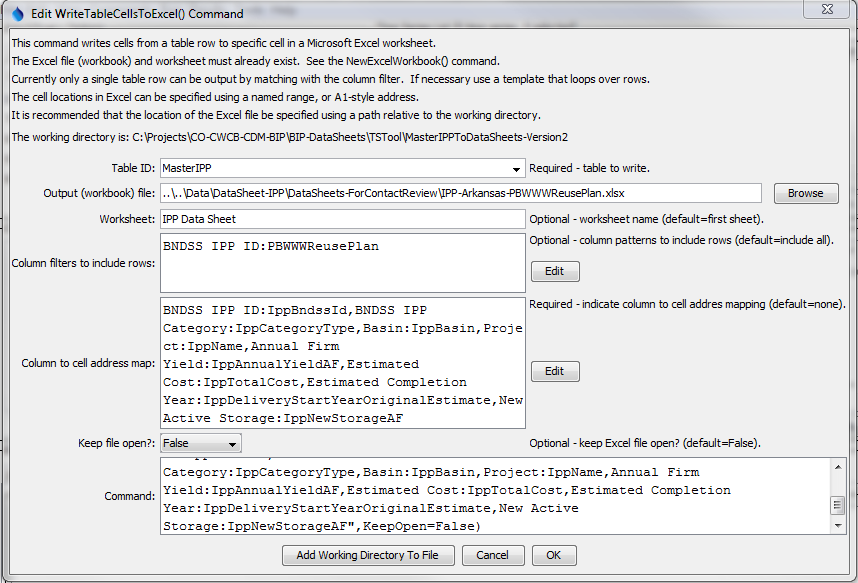 Edit WriteTableCellsToExcel() Command
This command writes cells from a table row to specific cell in a Microsoft Excel worksheet.
The Excel file (workbook) and worksheet must already exist.  See the NewExcelWorkbook() command.
Currently only a single table row can be output by matching with the column filter.  If necessary use a template that loops over rows.
The cell locations in Excel can be specified using a named range, or A1-style address.
It is recommended that the location of the Excel file be specified using a path relative to the working directory.
The working directory is: C:\Projects\CO-CWCB-CDM-BIP\BIP-DataSheets\TSTool\MasterIPPToDataSheets-Version2
Table ID: MasterIPP Required - table to write.
Output (workbook) file: ..\..\Data\DataSheet-IPP\DataSheets-ForContactReview\IPP-Arkansas-PBWWWReusePlan.xlsx Browse
Worksheet: IPP Data Sheet Optional - worksheet name (default=first sheet).
Column filters to include rows: BNDSS IPP ID:PBWWWReusePlan Optional - column patterns to include rows (default=include all).
Edit
Column to cell address map: BNDSS IPP ID:IppBndssId,BNDSS IPP Required - indicate column to cell addres mapping (default=none).
Category:IppCategoryType,Basin:IppBasin,Proje
ct:IppName,Annual Firm
Yield:IppAnnualYieldAF,Estimated
Edit
Cost:IppTotalCost,Estimated Completion
Year:IppDeliveryStartYearOriginalEstimate,New
Active Storage:IppNewStorageAF
Keep file open?: False Optional - keep Excel file open? (default=False).
Command: Category:IppCategoryType,Basin:IppBasin,Project:IppName,Annual Firm
Yield:IppAnnualYieldAF,Estimated Cost:IppTotalCost,Estimated Completion
Year:IppDeliveryStartYearOriginalEstimate,New Active
Storage:IppNewStorageAF",KeepOpen=False)
Add Working Directory To File Cancel OK